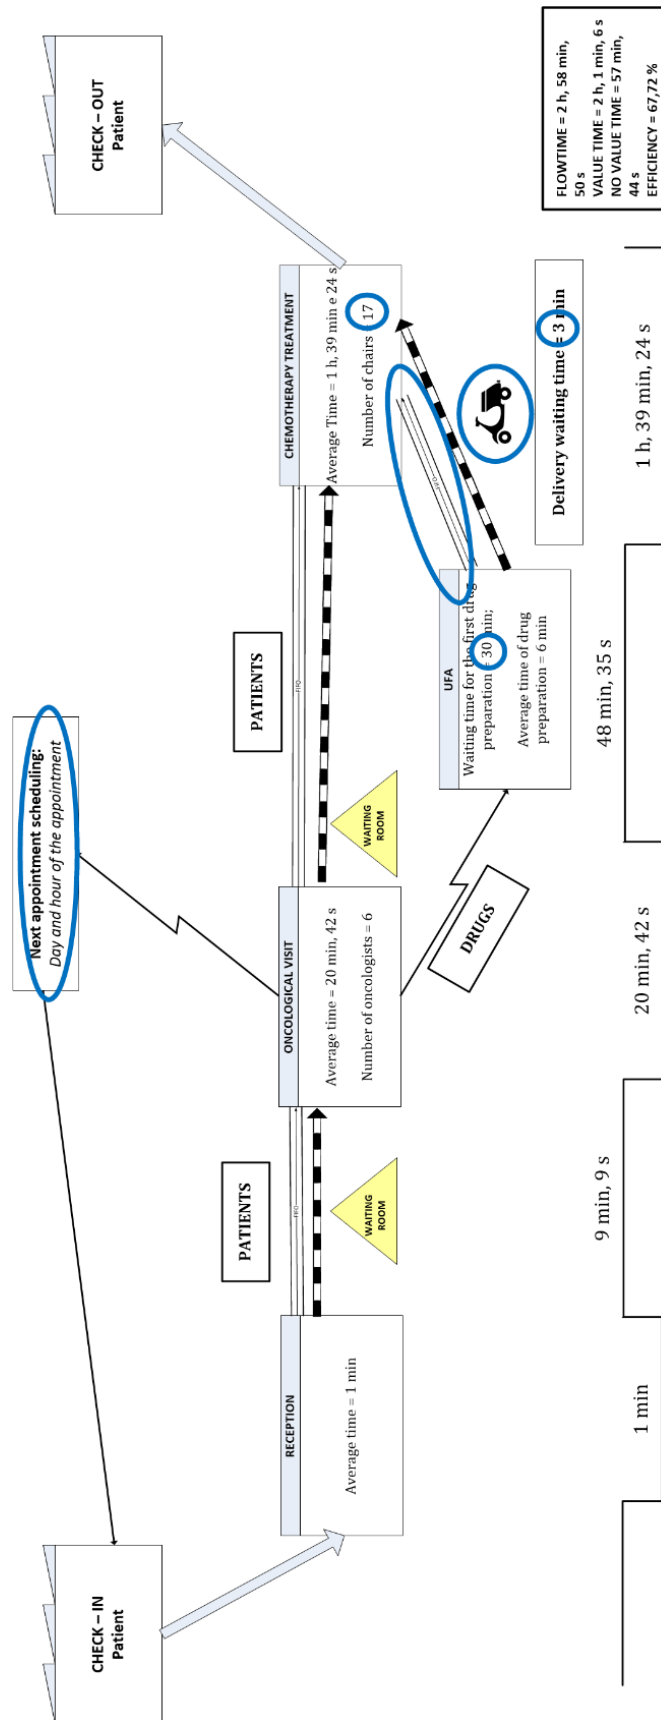 CHECK – IN
Patient
Next appointment scheduling:
Day and hour of the appointment
CHECK – OUT
Patient
RECEPTION
Average time = 1 min
PATIENTS
FIFO
WAITING
ROOM
ONCOLOGICAL VISIT
Average time = 20 min, 42 s
Number of oncologists = 6
PATIENTS
FIFO
WAITING
ROOM
DRUGS
UFA
Waiting for the first drug
preparation = 30 min;
Average time of drug
preparation = 6 min
FIFO
CHEMOTHERAPY TREATMENT
Average Time = 1 h, 39 min e 24 s
Number of chairs = 17
Delivery waiting time = 3 min
1 min
9 min, 9 s
20 min, 42 s
48 min, 35 s
1 h, 39 min, 24 s
FLOWTIME = 2 h, 58 min,
50 s
VALUE TIME = 2 h, 1 min, 6 s
NO VALUE TIME = 57 min,
44 s
EFFICIENCY = 67,72 %